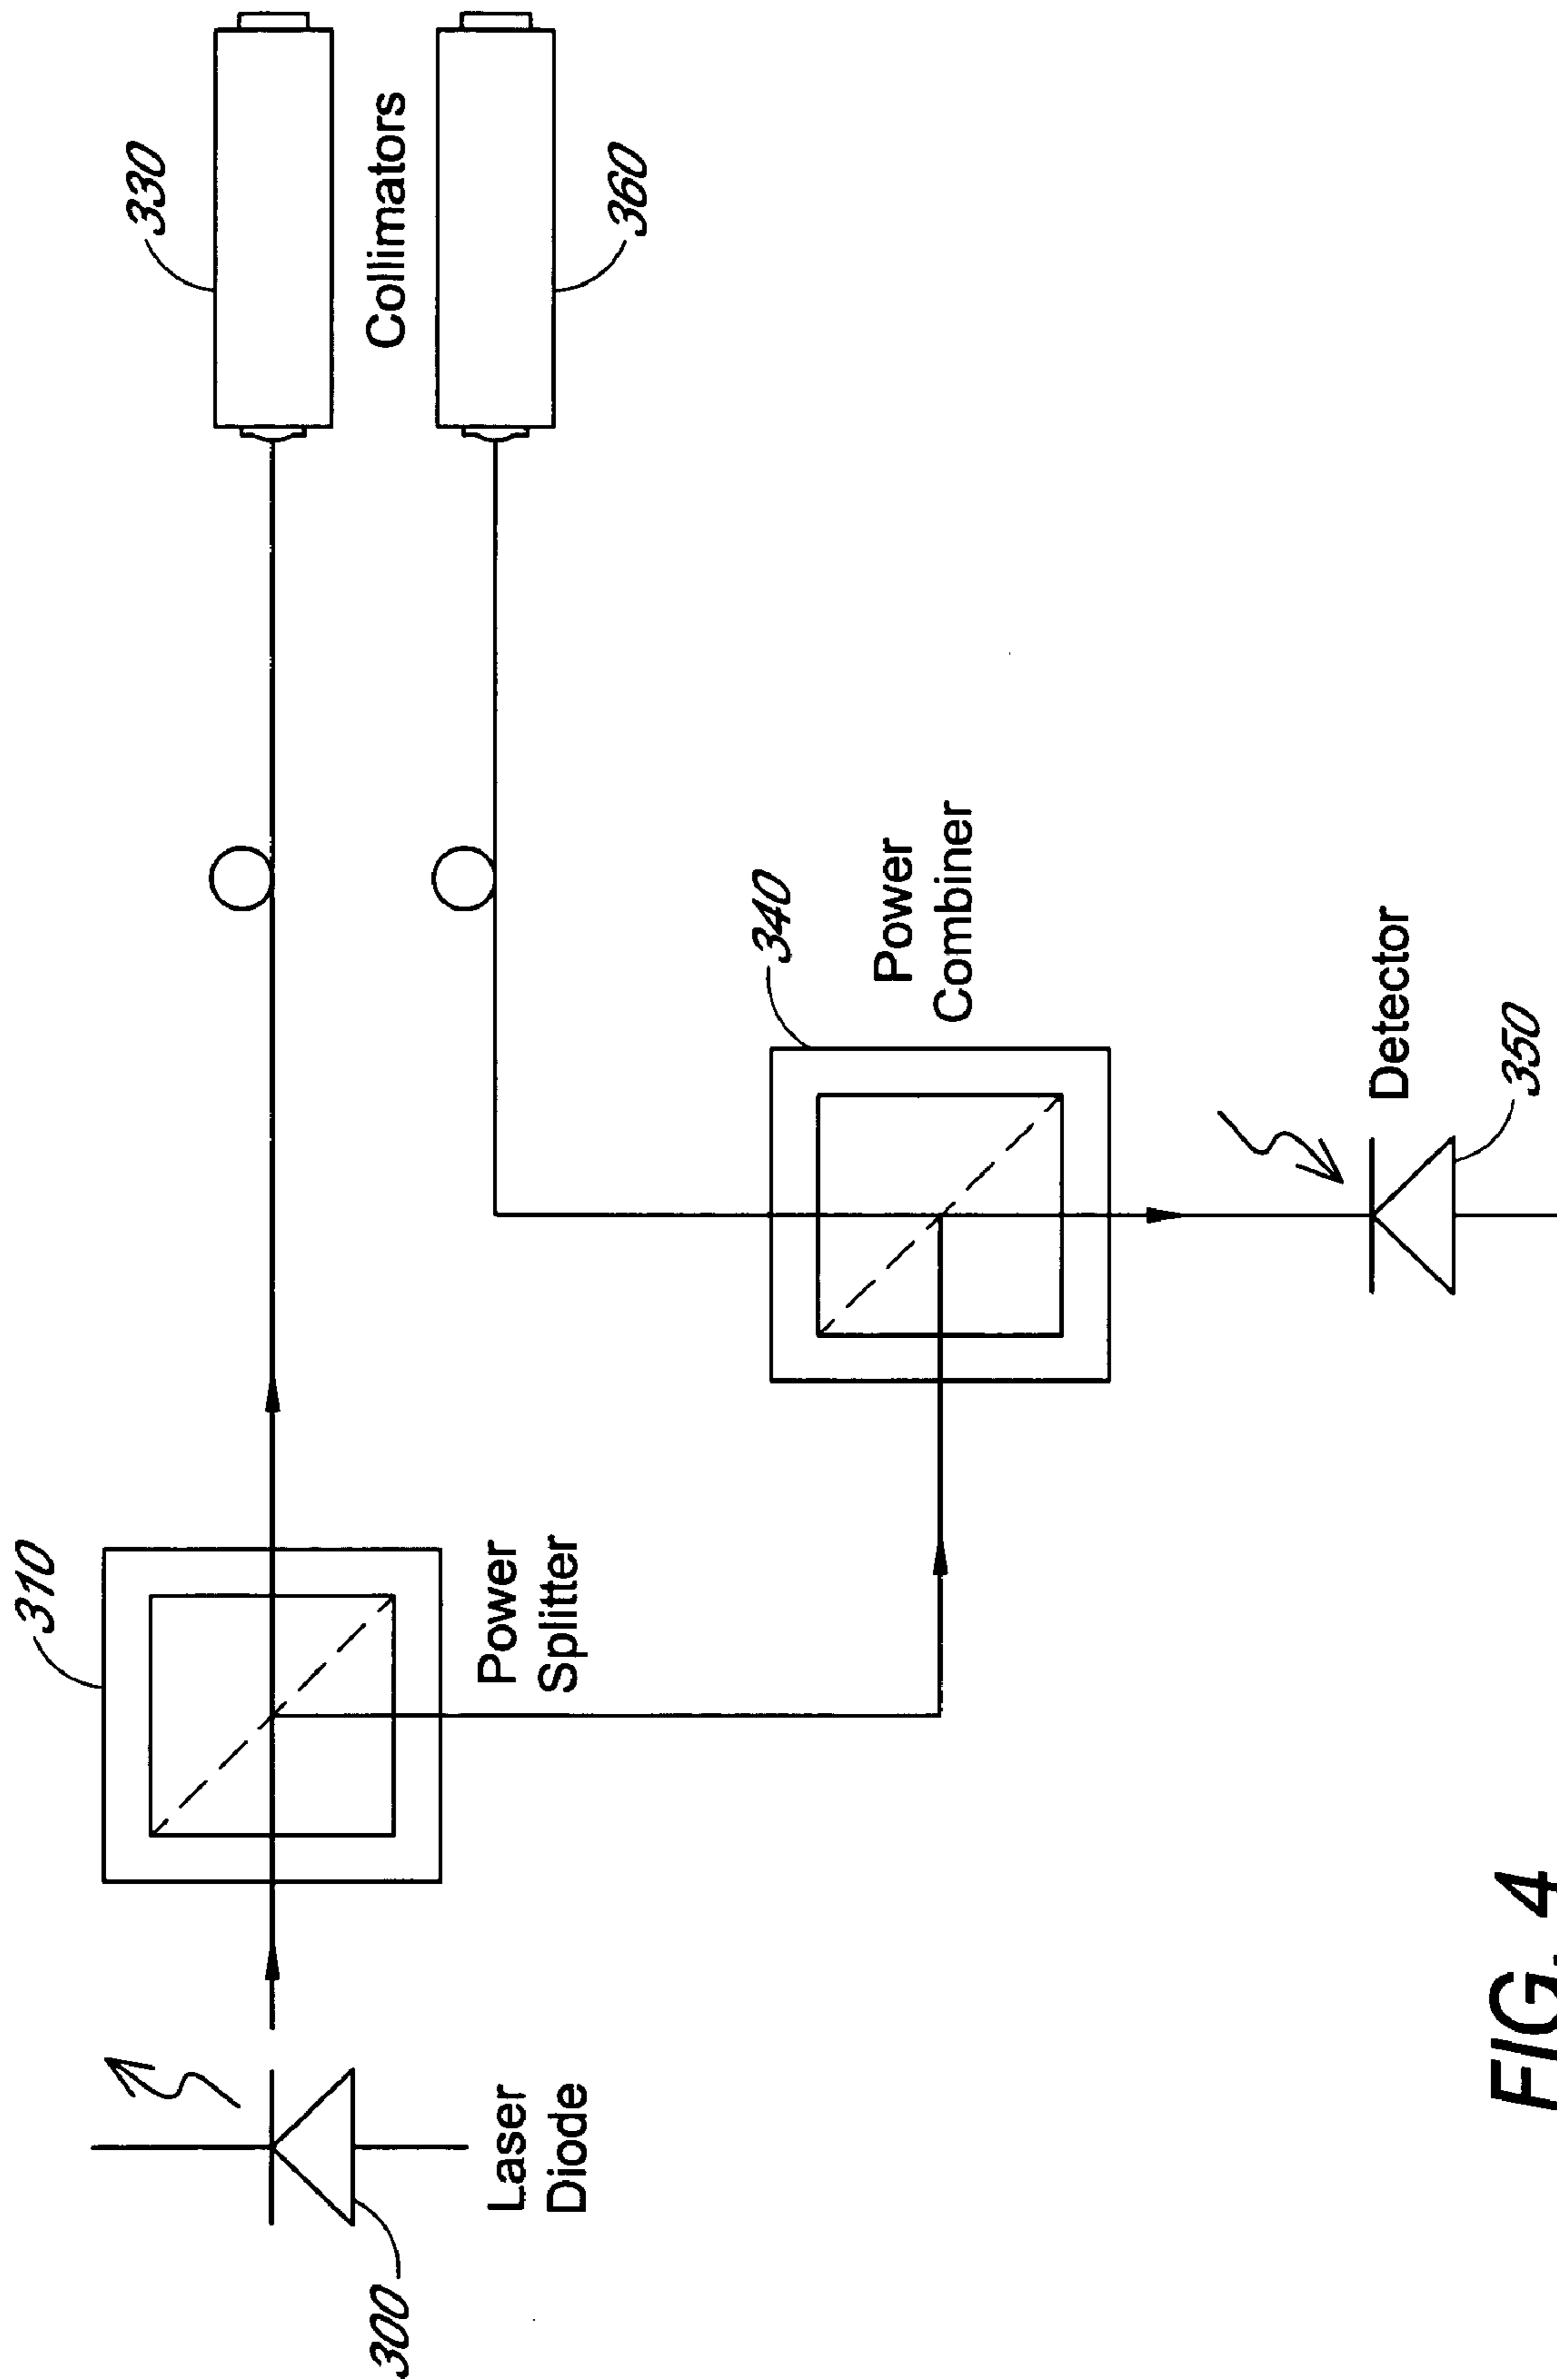 310
330
Collimators
360
Power
Splitter
340
Power
Combiner
300
Laser
Diode
Detector
350
FIG. 4